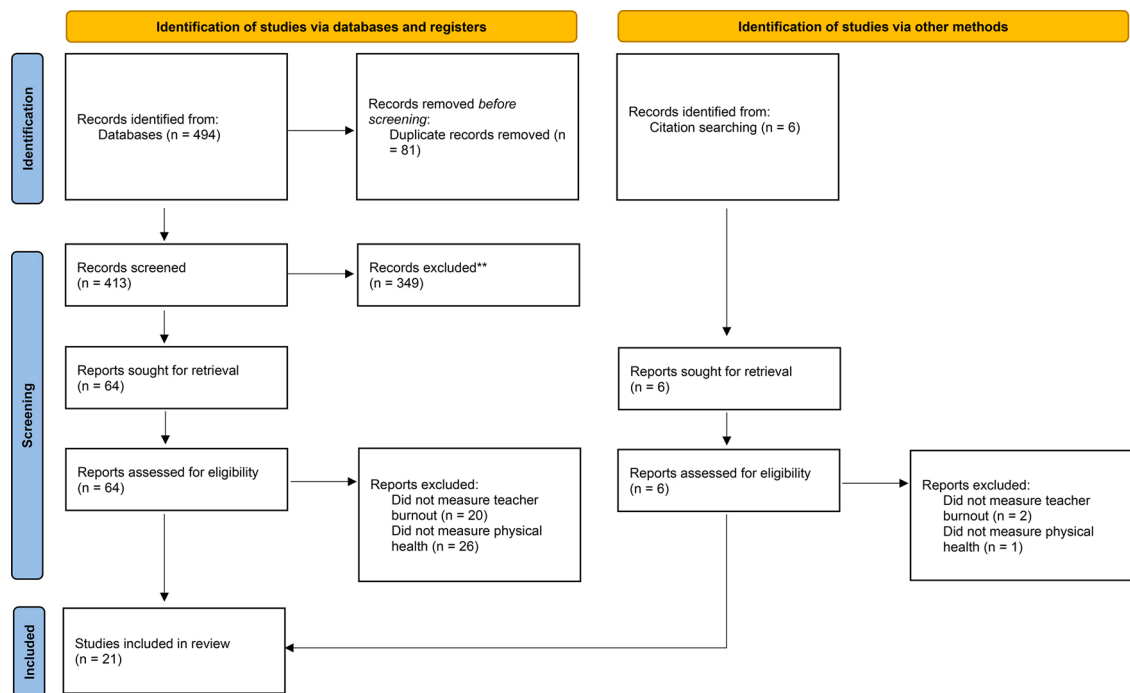 Identification of studies via databases and registers
Identification of studies via other methods
Identification
Records identified from:
Databases (n = 494)
Records removed before
screening:
Duplicate records removed (n
= 81)
Records identified from:
Citation searching (n = 6)
Screening
Records screened
(n = 413)
Records excluded**
(n = 349)
Reports sought for retrieval
(n = 64)
Reports sought for retrieval
(n = 6)
Reports assessed for eligibility
(n = 64)
Reports excluded:
Did not measure teacher
burnout (n = 20)
Did not measure physical
health (n = 26)
Reports assessed for eligibility
(n = 6)
Reports excluded:
Did not measure teacher
burnout (n = 2)
Did not measure physical
health (n = 1)
Included
Studies included in review
(n = 21)